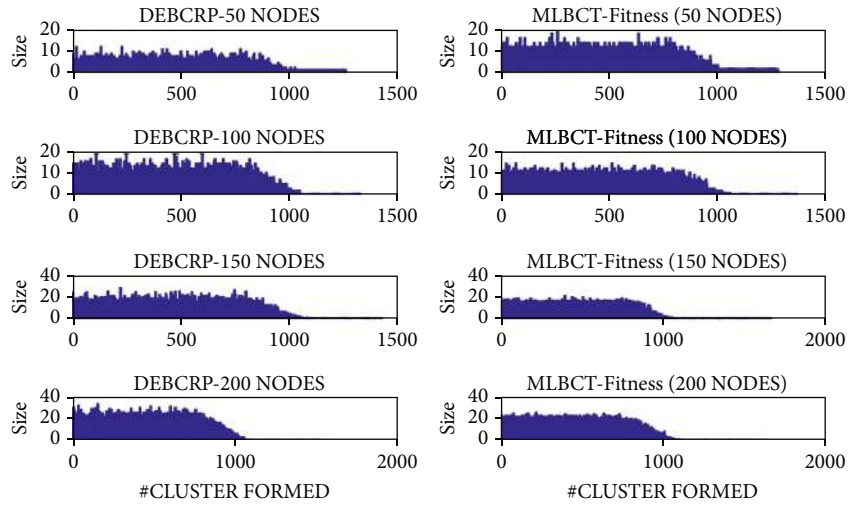 DEBCRP-50 NODES
Size
20
10
0
0 500 1000 1500
MLBCT-Fitness (50 NODES)
Size
20
10
0
0 500 1000 1500
DEBCRP-100 NODES
Size
20
10
0
0 500 1000 1500
MLBCT-Fitness (100 NODES)
Size
20
10
0
0 500 1000 1500
DEBCRP-150 NODES
Size
40
20
0
0 500 1000 1500
MLBCT-Fitness (150 NODES)
Size
40
20
0
0 1000 2000
DEBCRP-200 NODES
Size
40
20
0
0 1000 2000
#CLUSTER FORMED
MLBCT-Fitness (200 NODES)
Size
40
20
0
0 1000 2000
#CLUSTER FORMED